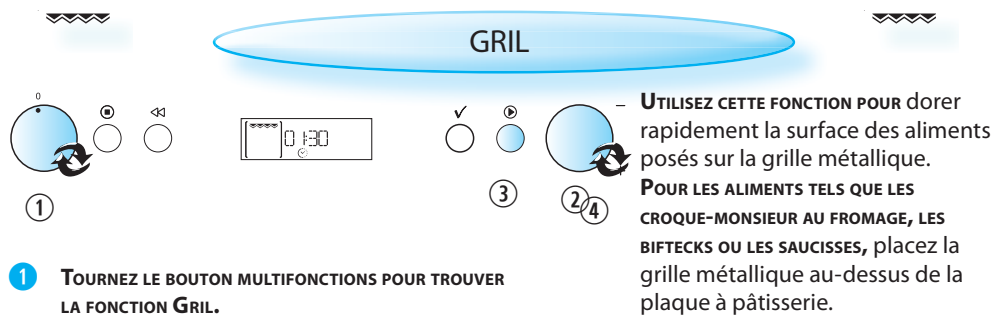 GRIL
0
01:30
–
+
①
③
②
④
UTILISEZ CETTE FONCTION POUR dorer
rapidement la surface des aliments
posés sur la grille métallique.
POUR LES ALIMENTS TELS QUE LES
CROQUE-MONSIEUR AU FROMAGE, LES
BIFTECKS OU LES SAUCISSES, placez la
grille métallique au-dessus de la
plaque à pâtisserie.
1 TOURNEZ LE BOUTON MULTIFONCTIONS POUR TROUVER
LA FONCTION GRIL.